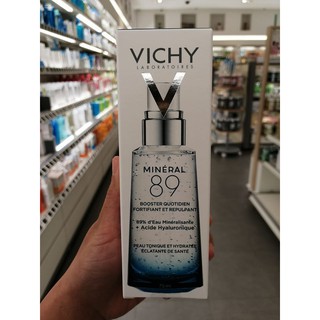 VICHY
LABORATOIRES
MINÉRAL
89
BOOSTER QUOTIDIEN
FORTIFIANT ET REPULPANT
89% d'Eau Minéralisante
+ Acide Hyaluronique
PEAU TONIQUE ET HYDRATÉE
ÉCLATANTE DE SANTÉ